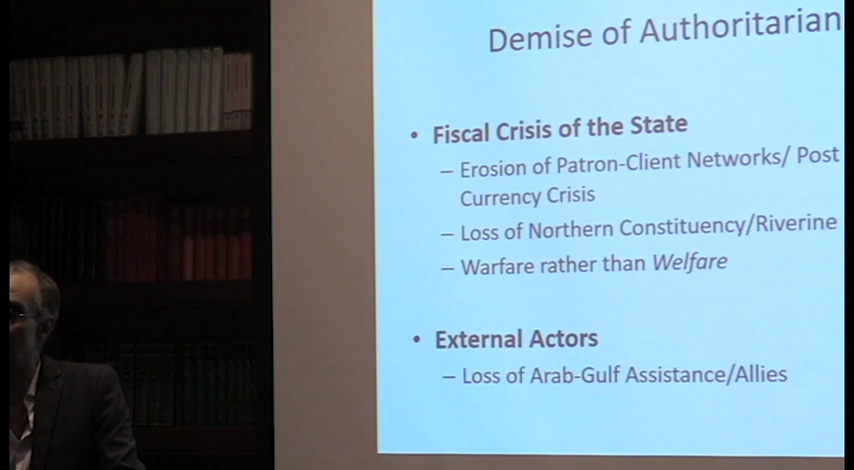 Demise of Authoritarian
• Fiscal Crisis of the State
– Erosion of Patron-Client Networks/ Post
Currency Crisis
– Loss of Northern Constituency/Riverine
– Warfare rather than Welfare
• External Actors
– Loss of Arab-Gulf Assistance/Allies